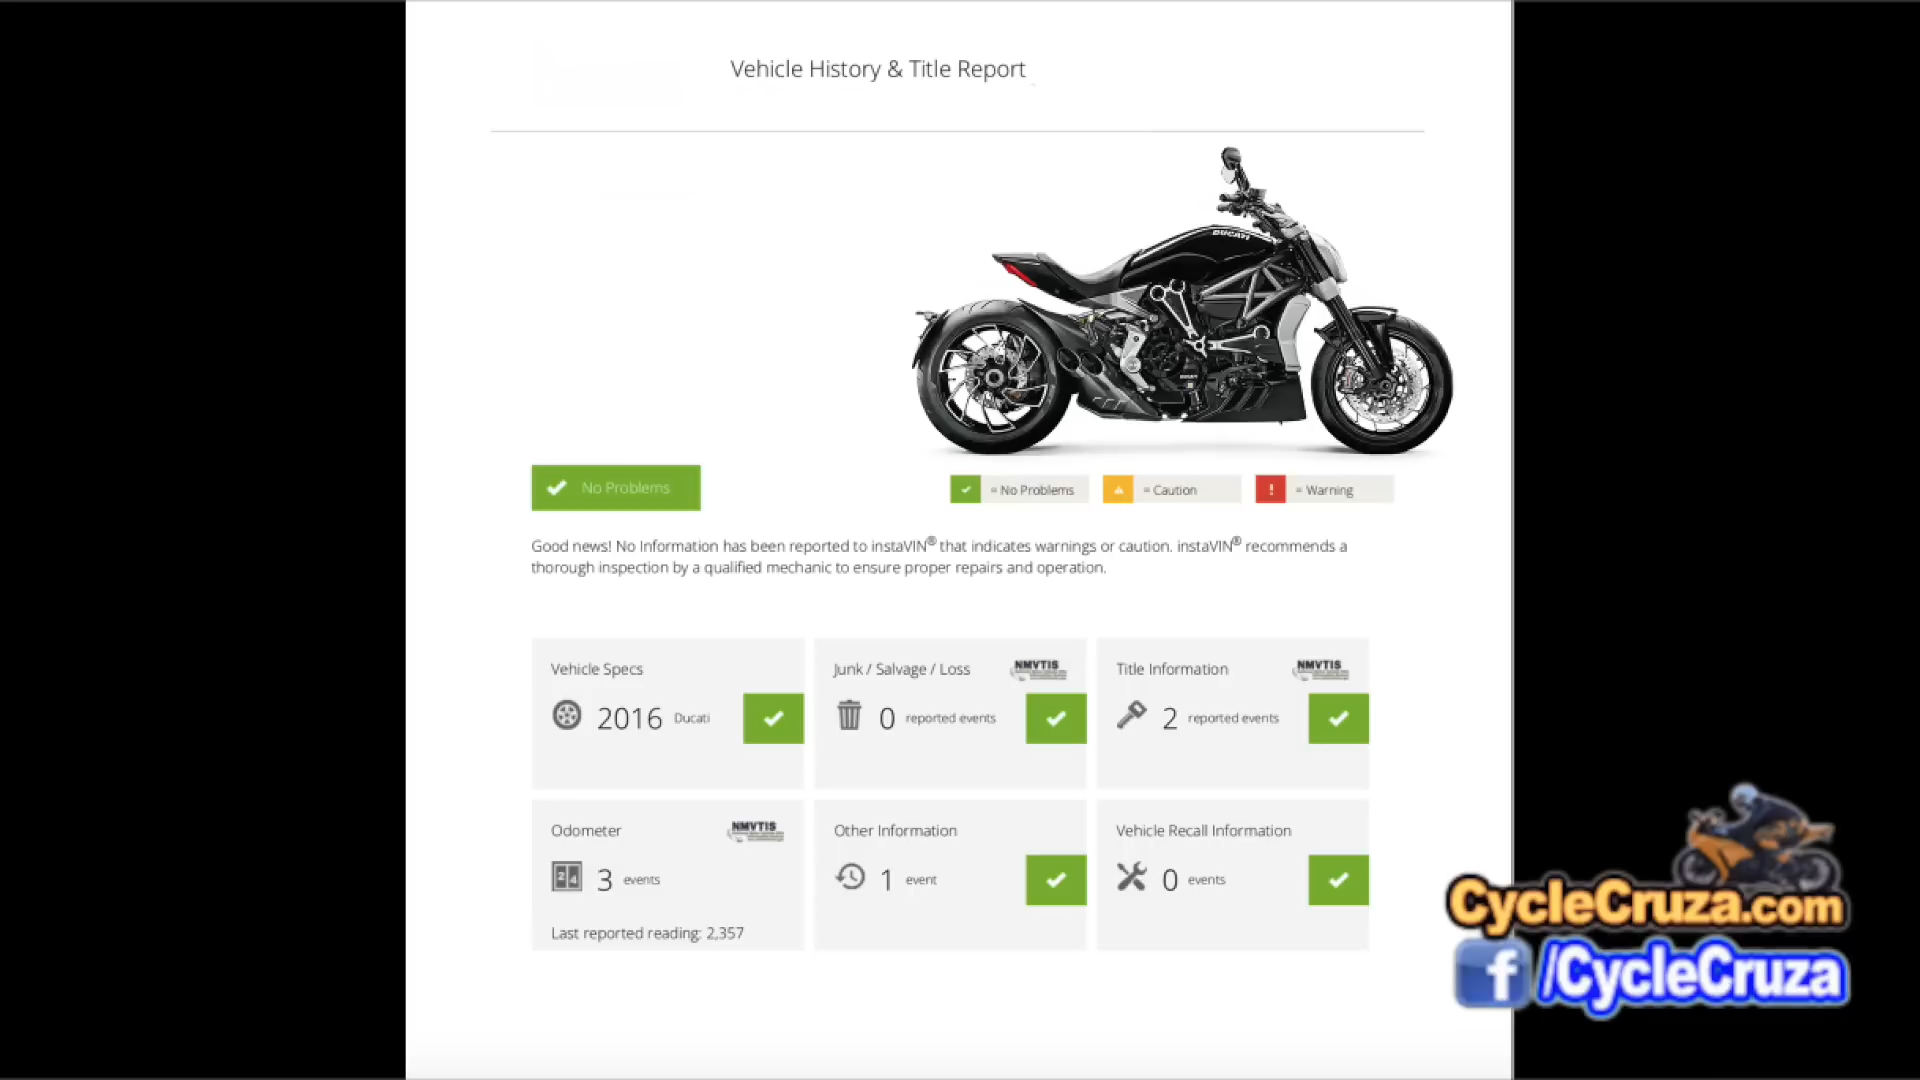 Vehicle History & Title Report
DUCATI
No Problems
= No Problems
= Caution
= Warning
Good news! No Information has been reported to instaVIN® that indicates warnings or caution. instaVIN® recommends a
thorough inspection by a qualified mechanic to ensure proper repairs and operation.
Vehicle Specs
2016 Ducati
Junk / Salvage / Loss
NMVTIS
0 reported events
Title Information
NMVTIS
2 reported events
Odometer
NMVTIS
3 events
Last reported reading: 2,357
Other Information
1 event
Vehicle Recall Information
0 events
CycleCruza.com
f /CycleCruza